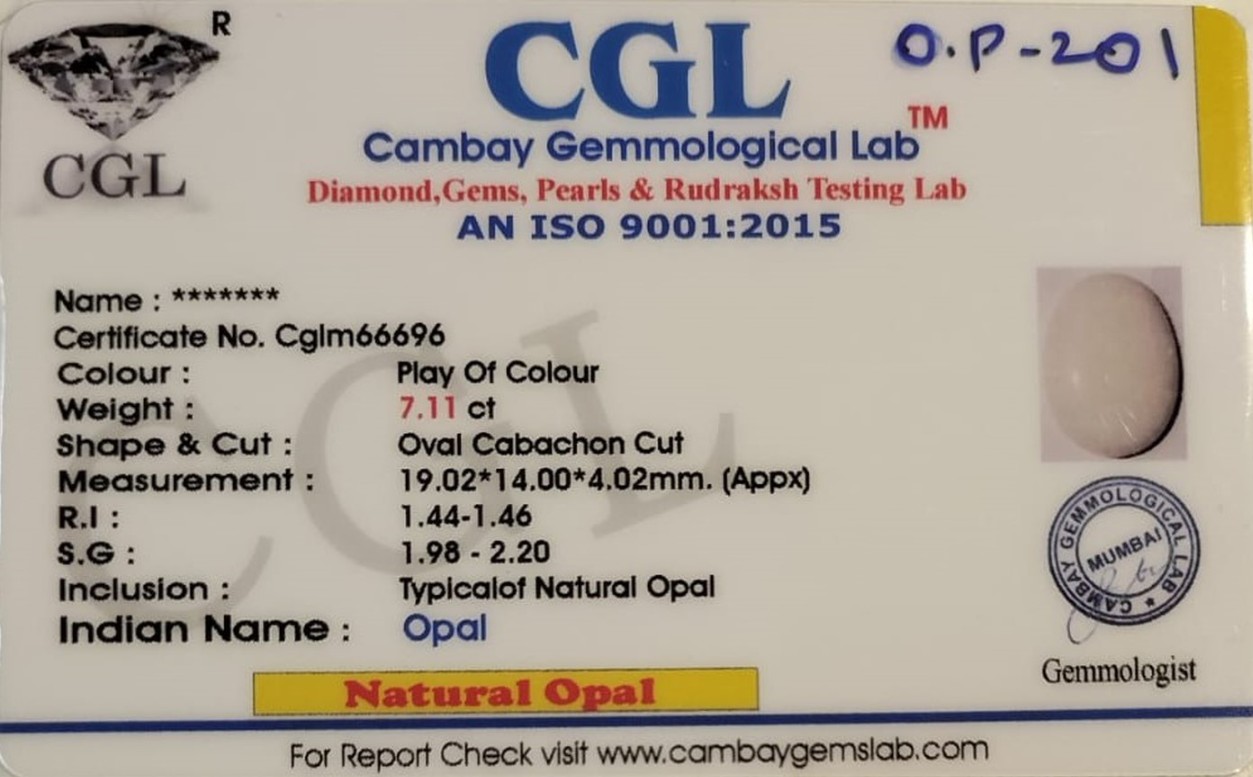 R
CGL
CGL
O.P-201
TM
Cambay Gemmological Lab
Diamond,Gems, Pearls & Rudraksh Testing Lab
AN ISO 9001:2015
Name : *******
Certificate No. Cglm66696
Colour : Play Of Colour
Weight : 7.11 ct
Shape & Cut : Oval Cabachon Cut
Measurement : 19.02*14.00*4.02mm. (Appx)
R.I : 1.44-1.46
S.G : 1.98 - 2.20
Inclusion : Typicalof Natural Opal
Indian Name : Opal
CGL
CAMBAY GEMMOLOGICAL LAB
MUMBAI
Gemmologist
Natural Opal
For Report Check visit www.cambaygemslab.com